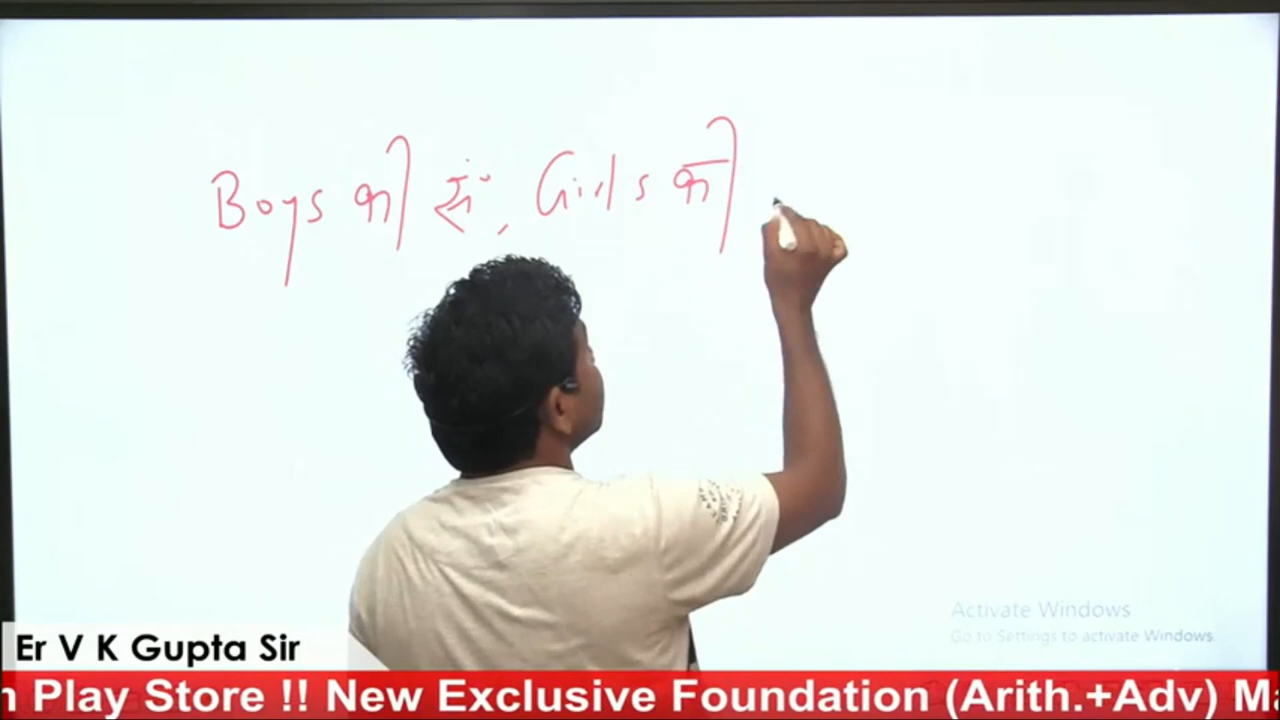 Boys की सं, Girls की
Activate Windows
Go to Settings to activate Windows.
Er V K Gupta Sir
n Play Store !! New Exclusive Foundation (Arith.+Adv) Ma